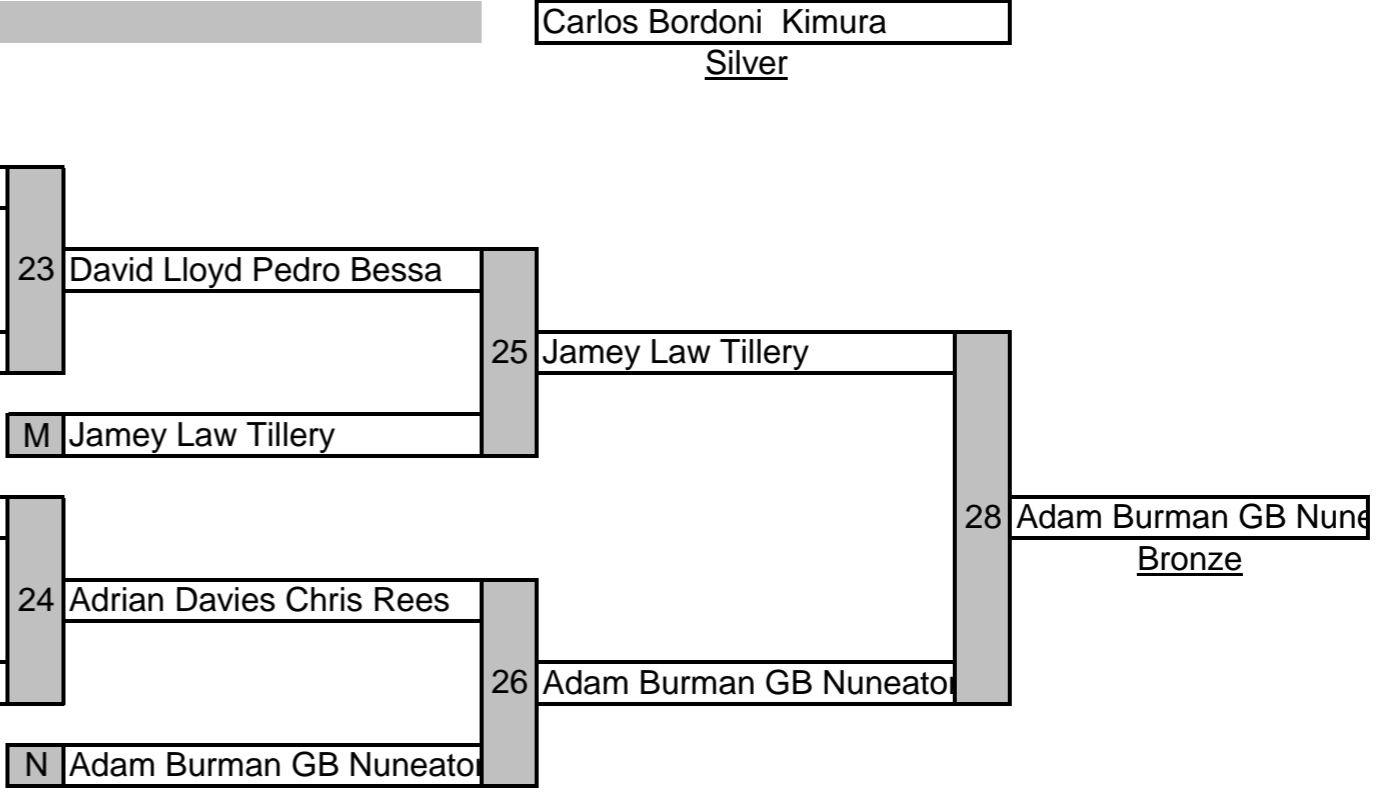 Carlos Bordoni  Kimura
Silver
23 David Lloyd Pedro Bessa
25 Jamey Law Tillery
M Jamey Law Tillery
28 Adam Burman GB Nune
Bronze
24 Adrian Davies Chris Rees
26 Adam Burman GB Nuneato
N Adam Burman GB Nuneato